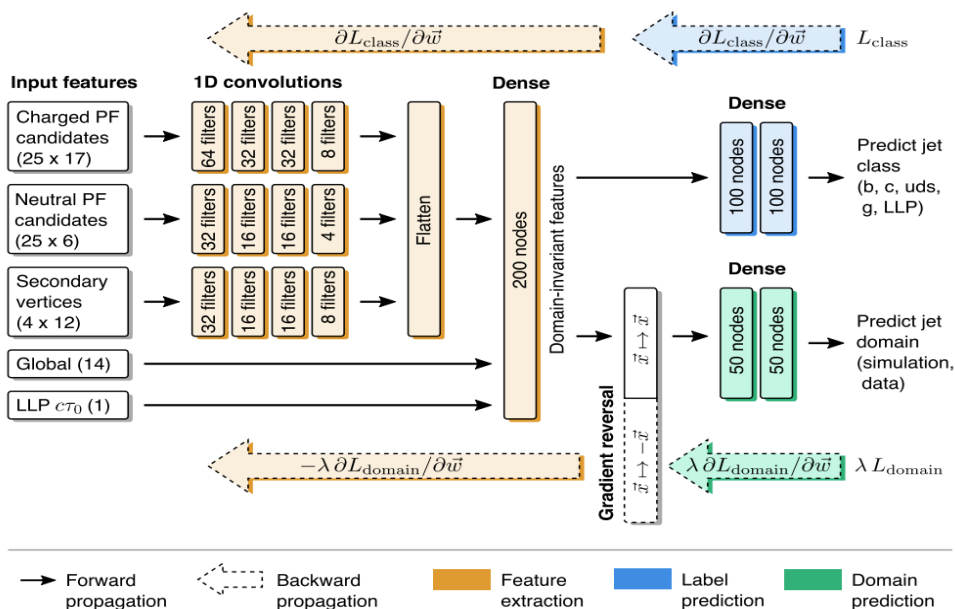 ∂L_class/∂w⃗
∂L_class/∂w⃗
L_class
Input features
1D convolutions
Dense
Charged PF
candidates
(25 x 17)
64 filters
32 filters
32 filters
8 filters
Neutral PF
candidates
(25 x 6)
32 filters
16 filters
16 filters
4 filters
Secondary
vertices
(4 x 12)
32 filters
16 filters
16 filters
8 filters
Global (14)
LLP cτ₀ (1)
Flatten
200 nodes
Domain-invariant features
Dense
100 nodes
100 nodes
Predict jet
class
(b, c, uds,
g, LLP)
Gradient reversal
x⃗ ↦ x⃗
x⃗ ↦ −x⃗
Dense
50 nodes
50 nodes
Predict jet
domain
(simulation,
data)
−λ ∂L_domain/∂w⃗
λ ∂L_domain/∂w⃗
λ L_domain
Forward
propagation
Backward
propagation
Feature
extraction
Label
prediction
Domain
prediction